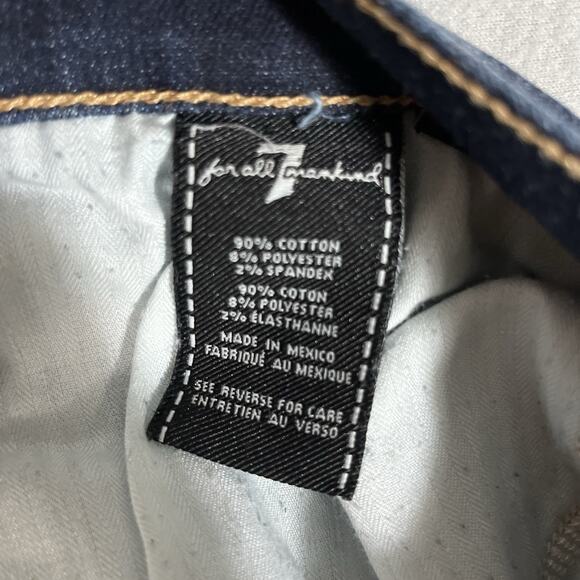 7
for all mankind
90% COTTON
8% POLYESTER
2% SPANDEX
90% COTON
8% POLYESTER
2% ÉLASTHANNE
MADE IN MEXICO
FABRIQUÉ AU MEXIQUE
SEE REVERSE FOR CARE
ENTRETIEN AU VERSO